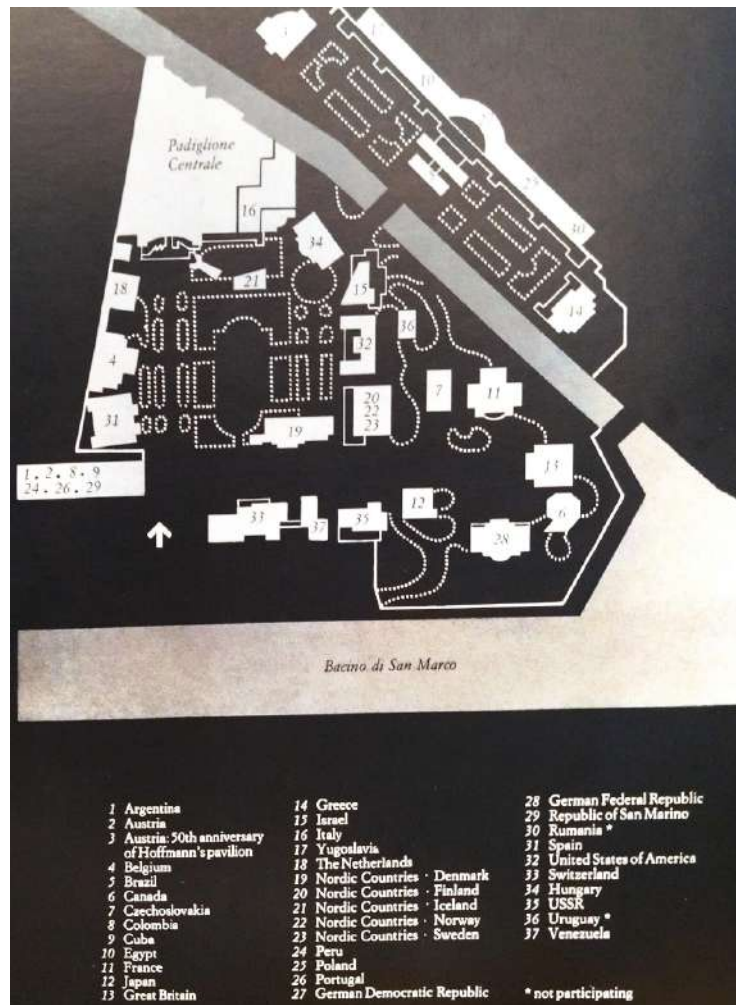 3
17
10
Padiglione
Centrale
5
27
16
34
30
21
15
18
14
36
32
4
7
11
20
22
23
31
19
13
1 . 2 . 8 . 9
24 . 26 . 29
12
6
33
35
37
28
Bacino di San Marco
1 Argentina
2 Austria
3 Austria: 50th anniversary
of Hoffmann's pavilion
4 Belgium
5 Brazil
6 Canada
7 Czechoslovakia
8 Colombia
9 Cuba
10 Egypt
11 France
12 Japan
13 Great Britain
14 Greece
15 Israel
16 Italy
17 Yugoslavia
18 The Netherlands
19 Nordic Countries · Denmark
20 Nordic Countries · Finland
21 Nordic Countries · Iceland
22 Nordic Countries · Norway
23 Nordic Countries · Sweden
24 Peru
25 Poland
26 Portugal
27 German Democratic Republic
28 German Federal Republic
29 Republic of San Marino
30 Rumania *
31 Spain
32 United States of America
33 Switzerland
34 Hungary
35 USSR
36 Uruguay *
37 Venezuela
* not participating